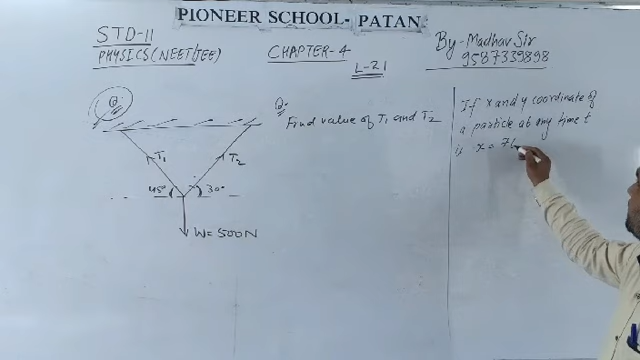 PIONEER SCHOOL- PATAN
STD-11
PHYSICS(NEET/JEE)
CHAPTER-4
L-21
By-Madhav Sir
9587339898
Q:
Q.
Find value of T1 and T2
T1
T2
45°
30°
W=500N
If x and y coordinate of
a particle at any time t
is x=